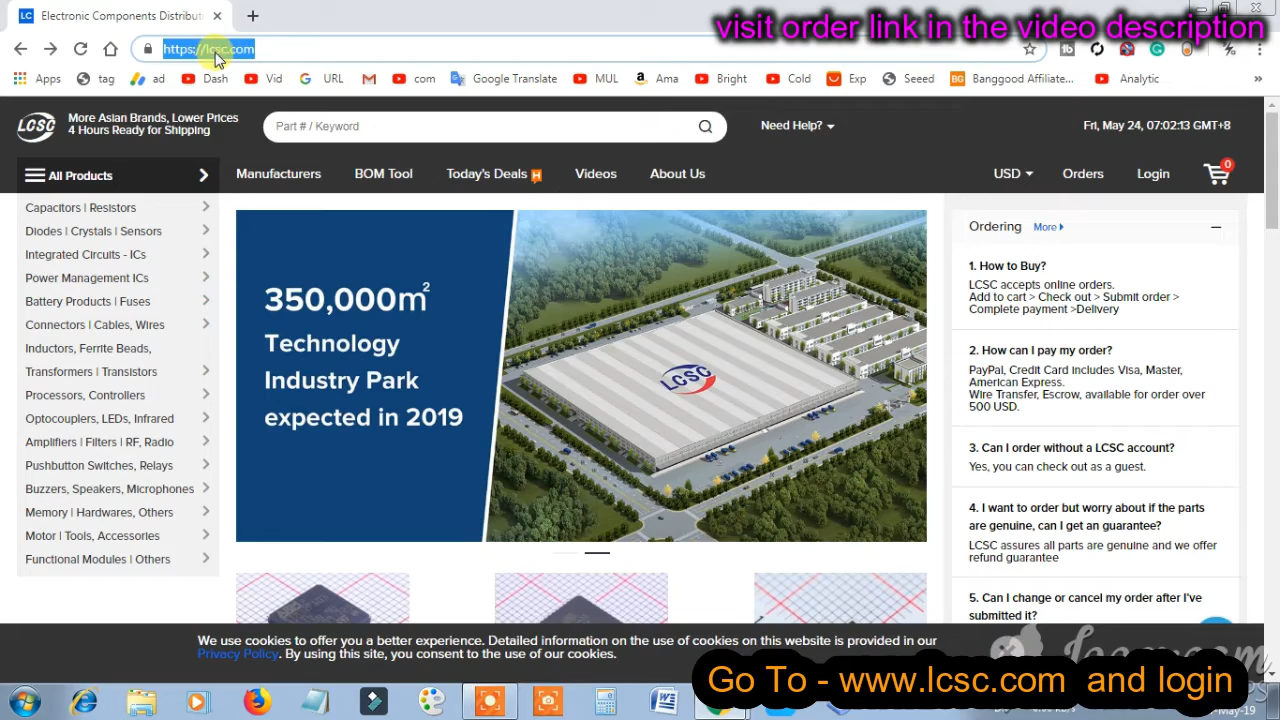 Electronic Components Distribut
visit order link in the video description
https://lcsc.com
Apps tag ad Dash Vid URL com Google Translate MUL Ama Bright Cold Exp Seeed Banggood Affiliate... Analytic »
LCSC
More Asian Brands, Lower Prices
4 Hours Ready for Shipping
Part # / Keyword
Need Help?
Fri, May 24, 07:02:13 GMT+8
All Products
Manufacturers BOM Tool Today's Deals H Videos About Us
USD Orders Login 0
Capacitors | Resistors
Diodes | Crystals | Sensors
Integrated Circuits - ICs
Power Management ICs
Battery Products | Fuses
Connectors | Cables, Wires
Inductors, Ferrite Beads,
Transformers | Transistors
Processors, Controllers
Optocouplers, LEDs, Infrared
Amplifiers | Filters | RF, Radio
Pushbutton Switches, Relays
Buzzers, Speakers, Microphones
Memory | Hardwares, Others
Motor | Tools, Accessories
Functional Modules | Others
350,000m²
Technology
Industry Park
expected in 2019
LCSC
Ordering More
1. How to Buy?
LCSC accepts online orders.
Add to cart > Check out > Submit order >
Complete payment >Delivery
2. How can I pay my order?
PayPal, Credit Card includes Visa, Master,
American Express.
Wire Transfer, Escrow, available for order over
500 USD.
3. Can I order without a LCSC account?
Yes, you can check out as a guest.
4. I want to order but worry about if the parts
are genuine, can I get an guarantee?
LCSC assures all parts are genuine and we offer
refund guarantee
5. Can I change or cancel my order after I've
submitted it?
We use cookies to offer you a better experience. Detailed information on the use of cookies on this website is provided in our
Privacy Policy. By using this site, you consent to the use of our cookies.
Go To - www.lcsc.com and login